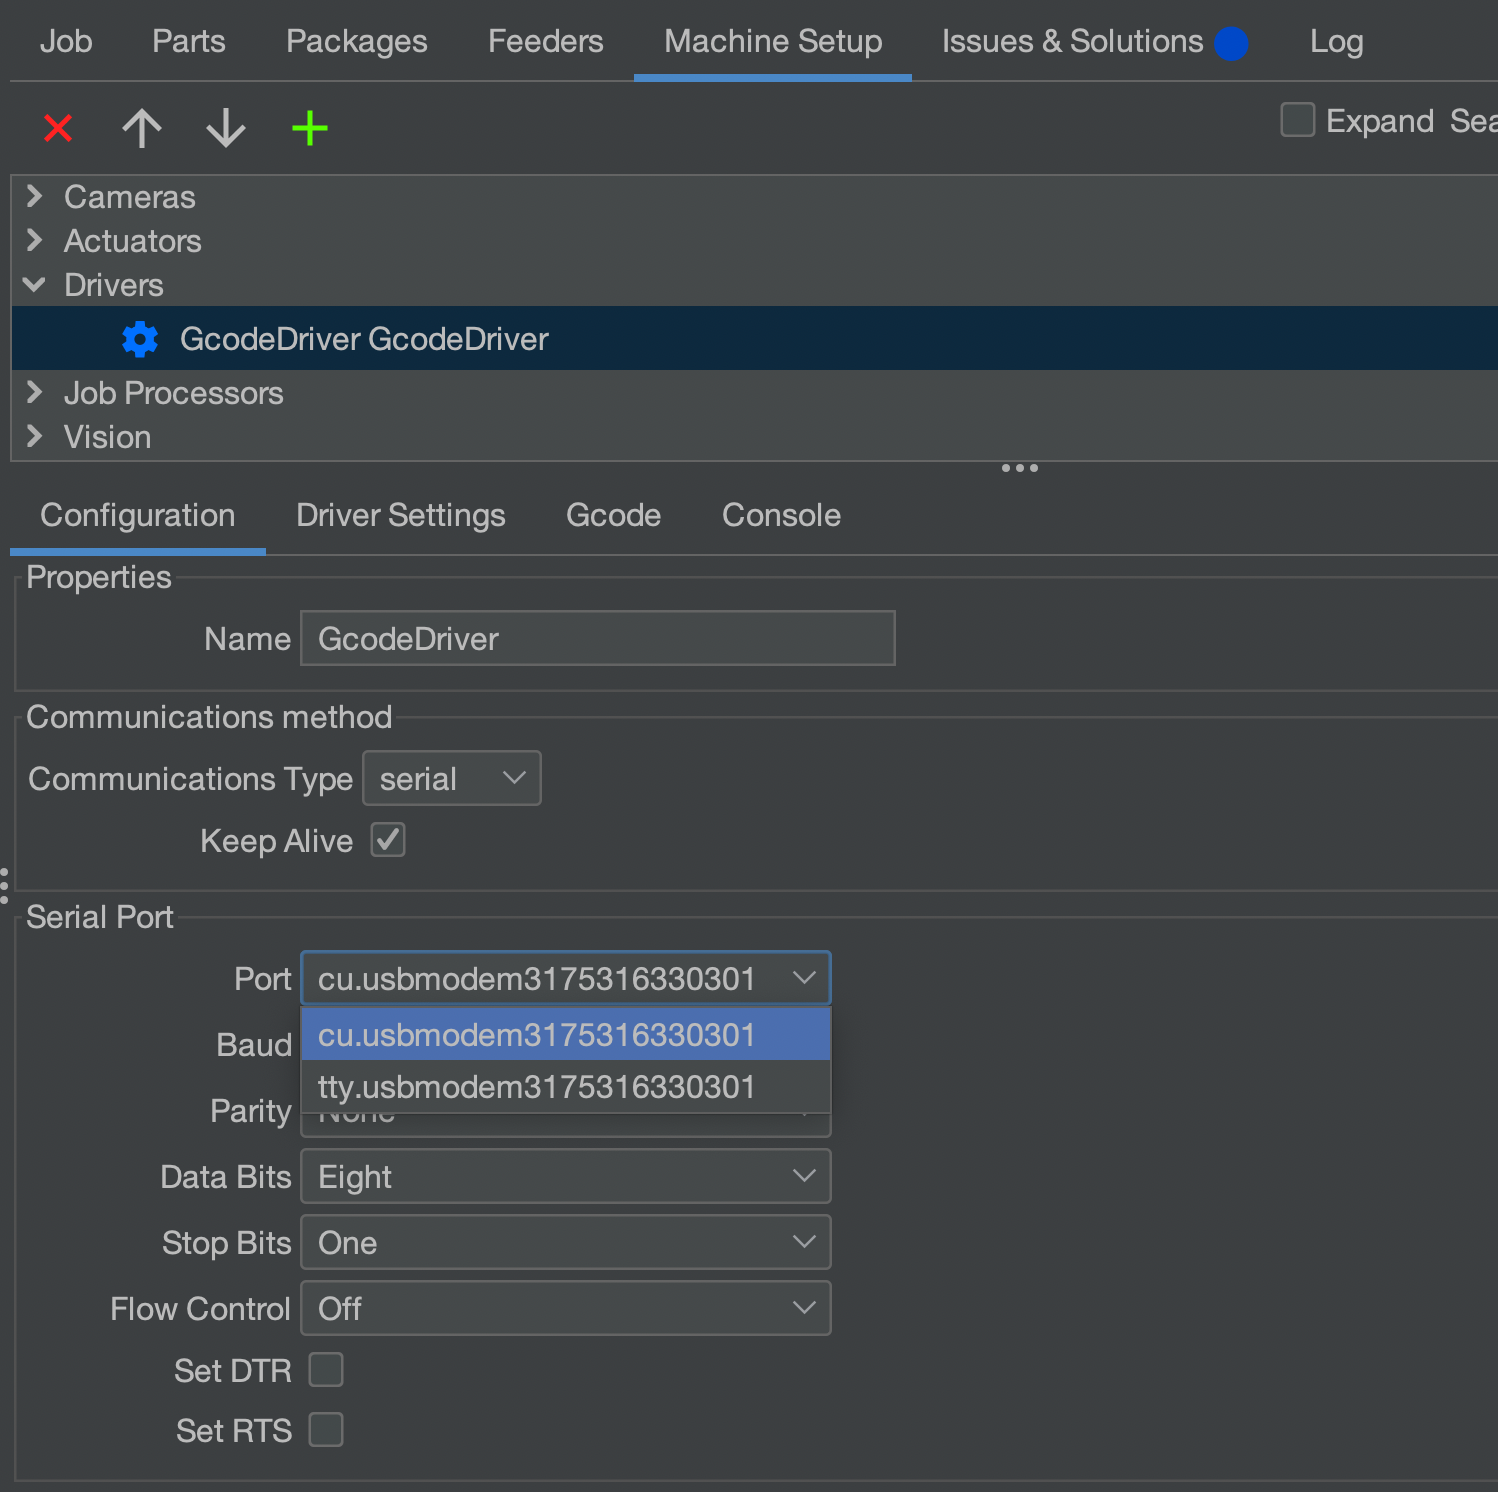 Job Parts Packages Feeders Machine Setup Issues & Solutions Log
Expand
Cameras
Actuators
Drivers
GcodeDriver GcodeDriver
Job Processors
Vision
Configuration Driver Settings Gcode Console
Properties
Name GcodeDriver
Communications method
Communications Type serial
Keep Alive
Serial Port
Port cu.usbmodem3175316330301
cu.usbmodem3175316330301
Baud
tty.usbmodem3175316330301
Parity None
Data Bits Eight
Stop Bits One
Flow Control Off
Set DTR
Set RTS